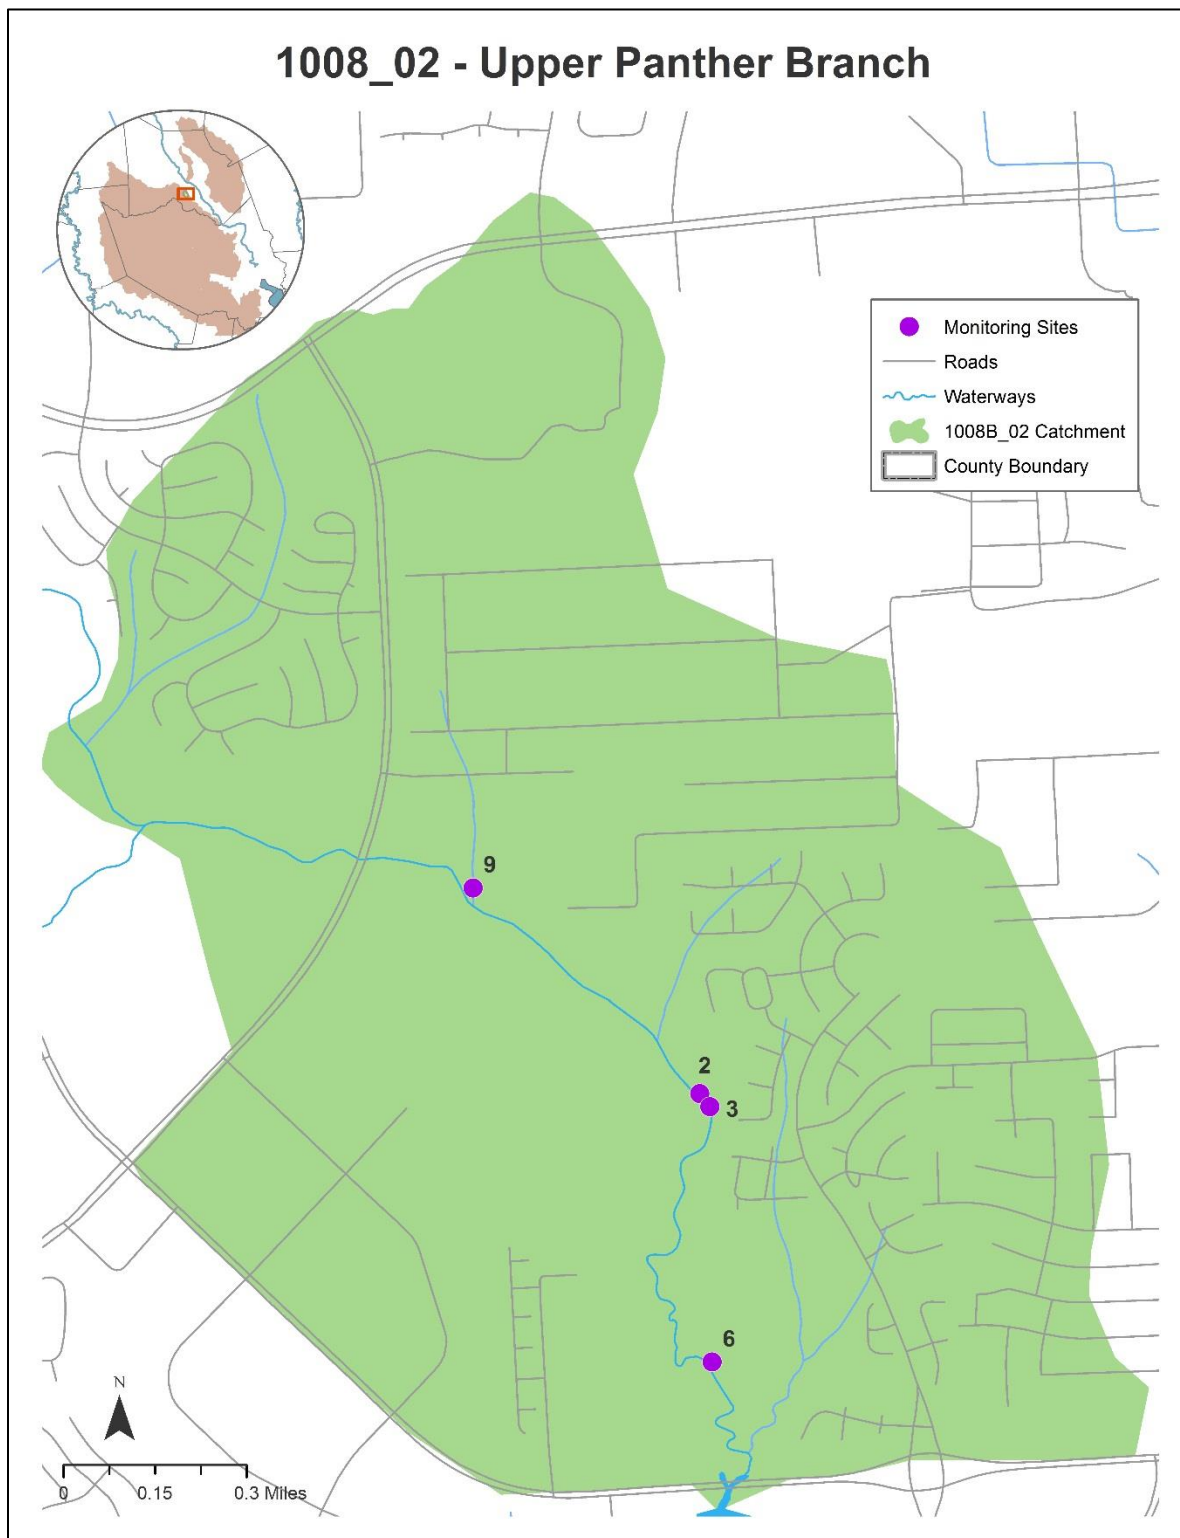 1008_02 - Upper Panther Branch
Monitoring Sites
Roads
Waterways
1008B_02 Catchment
County Boundary
9
2
3
6
N
0 0.15 0.3 Miles